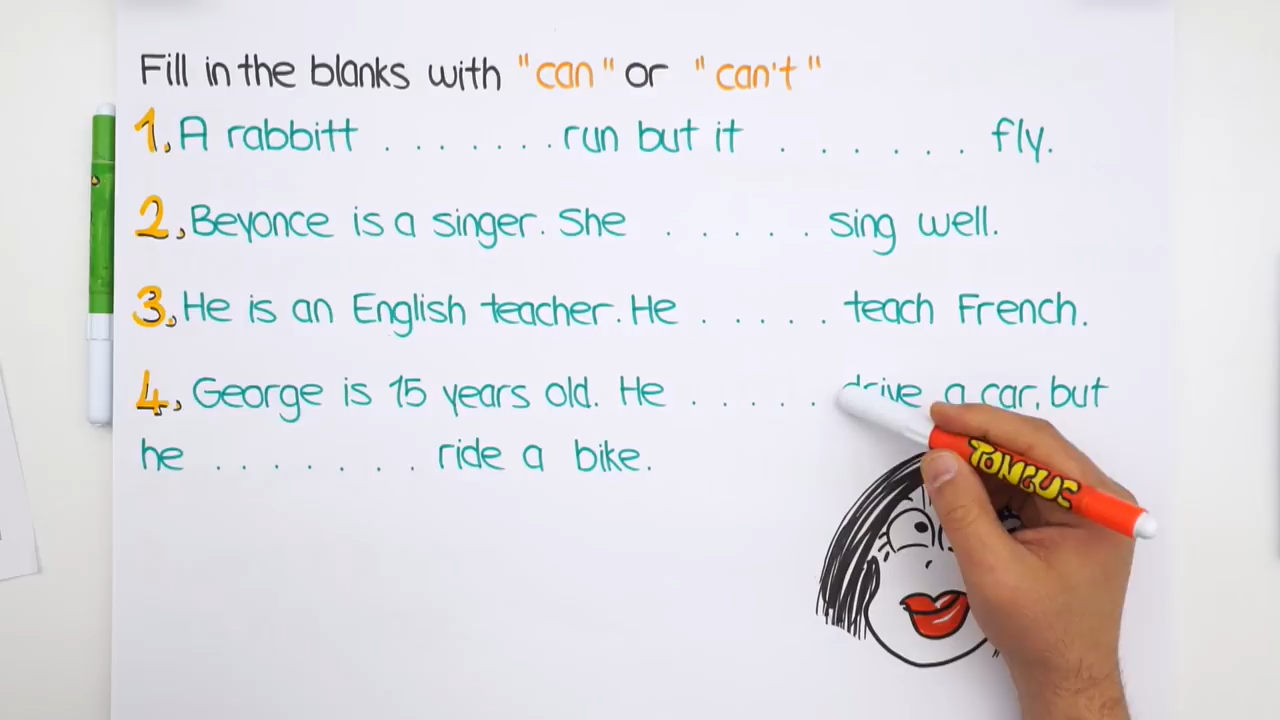 Fill in the blanks with "can" or "can't"
1. A rabbitt ....... run but it ...... fly.
2, Beyonce is a singer. She ..... sing well.
3. He is an English teacher. He ..... teach French.
4, George is 15 years old. He ..... drive a car, but
he ....... ride a bike.
TONGUC